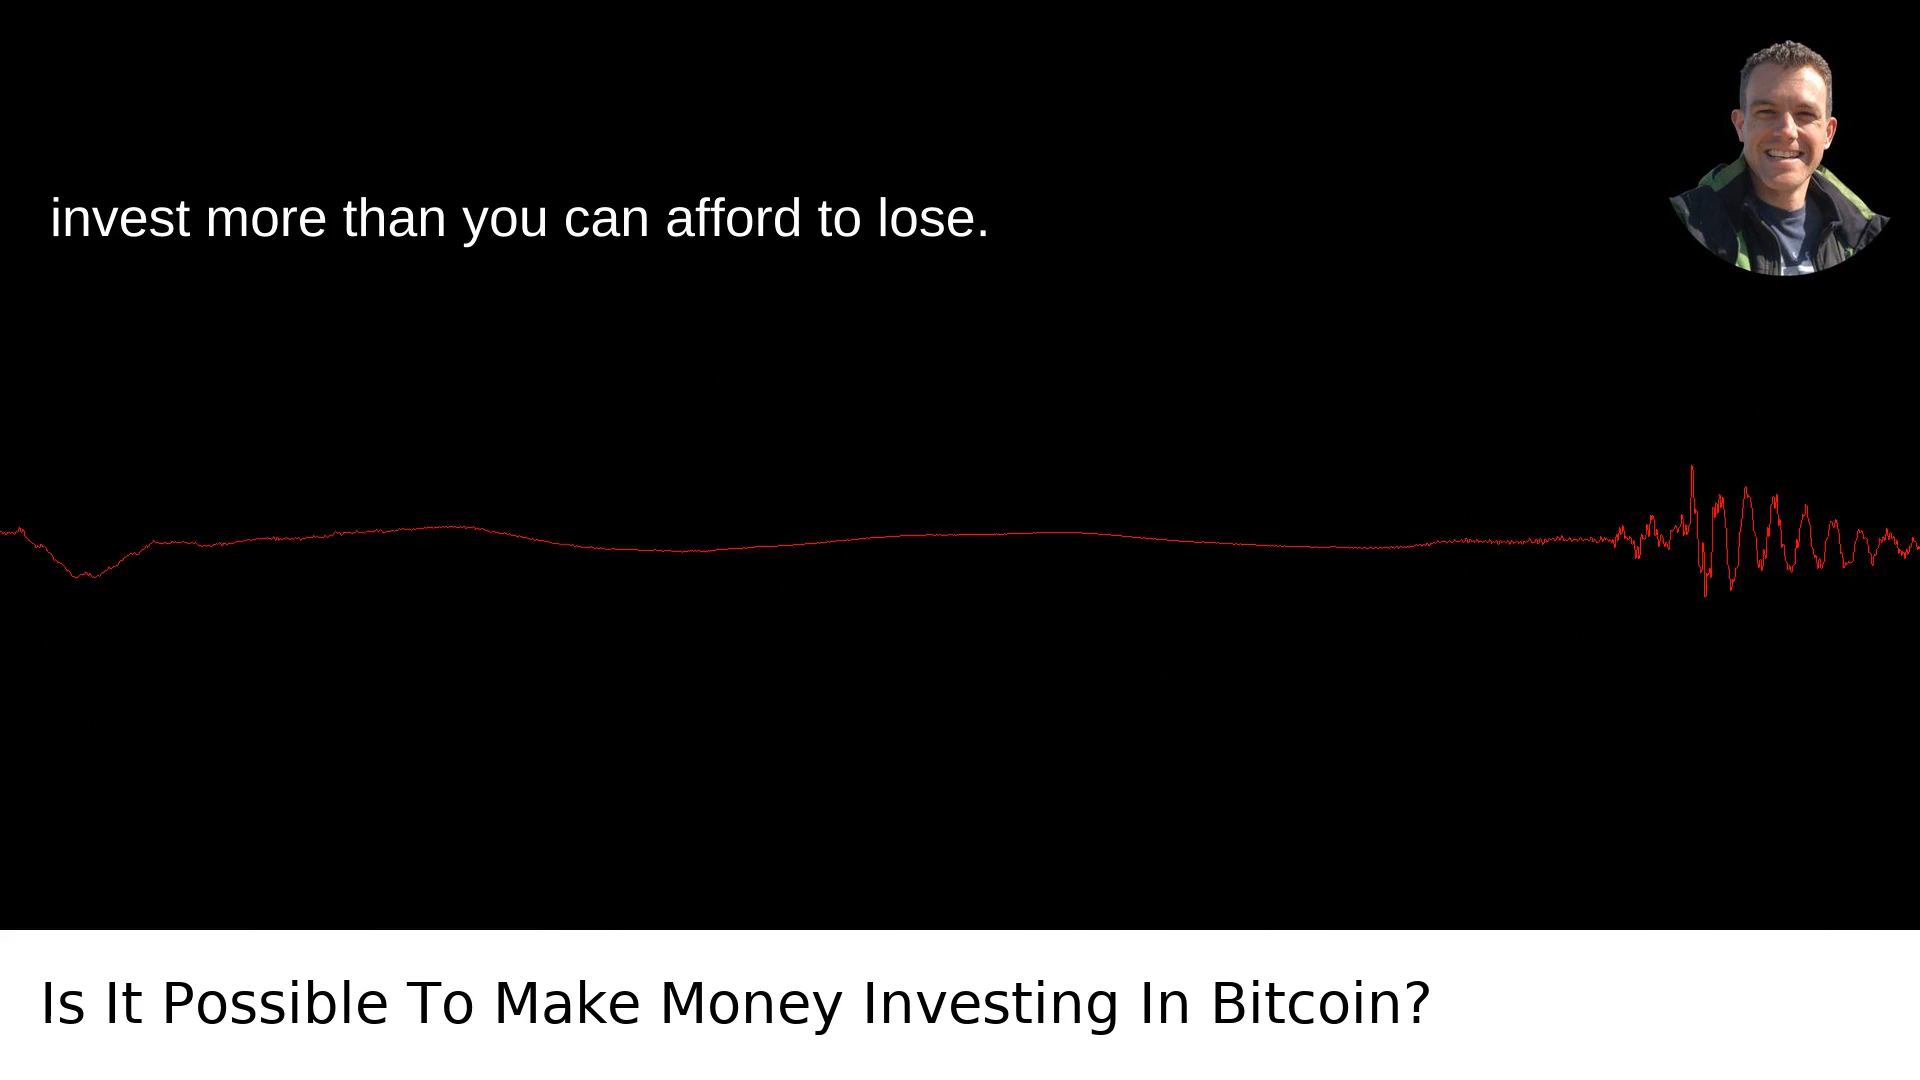 invest more than you can afford to lose.
Is It Possible To Make Money Investing In Bitcoin?